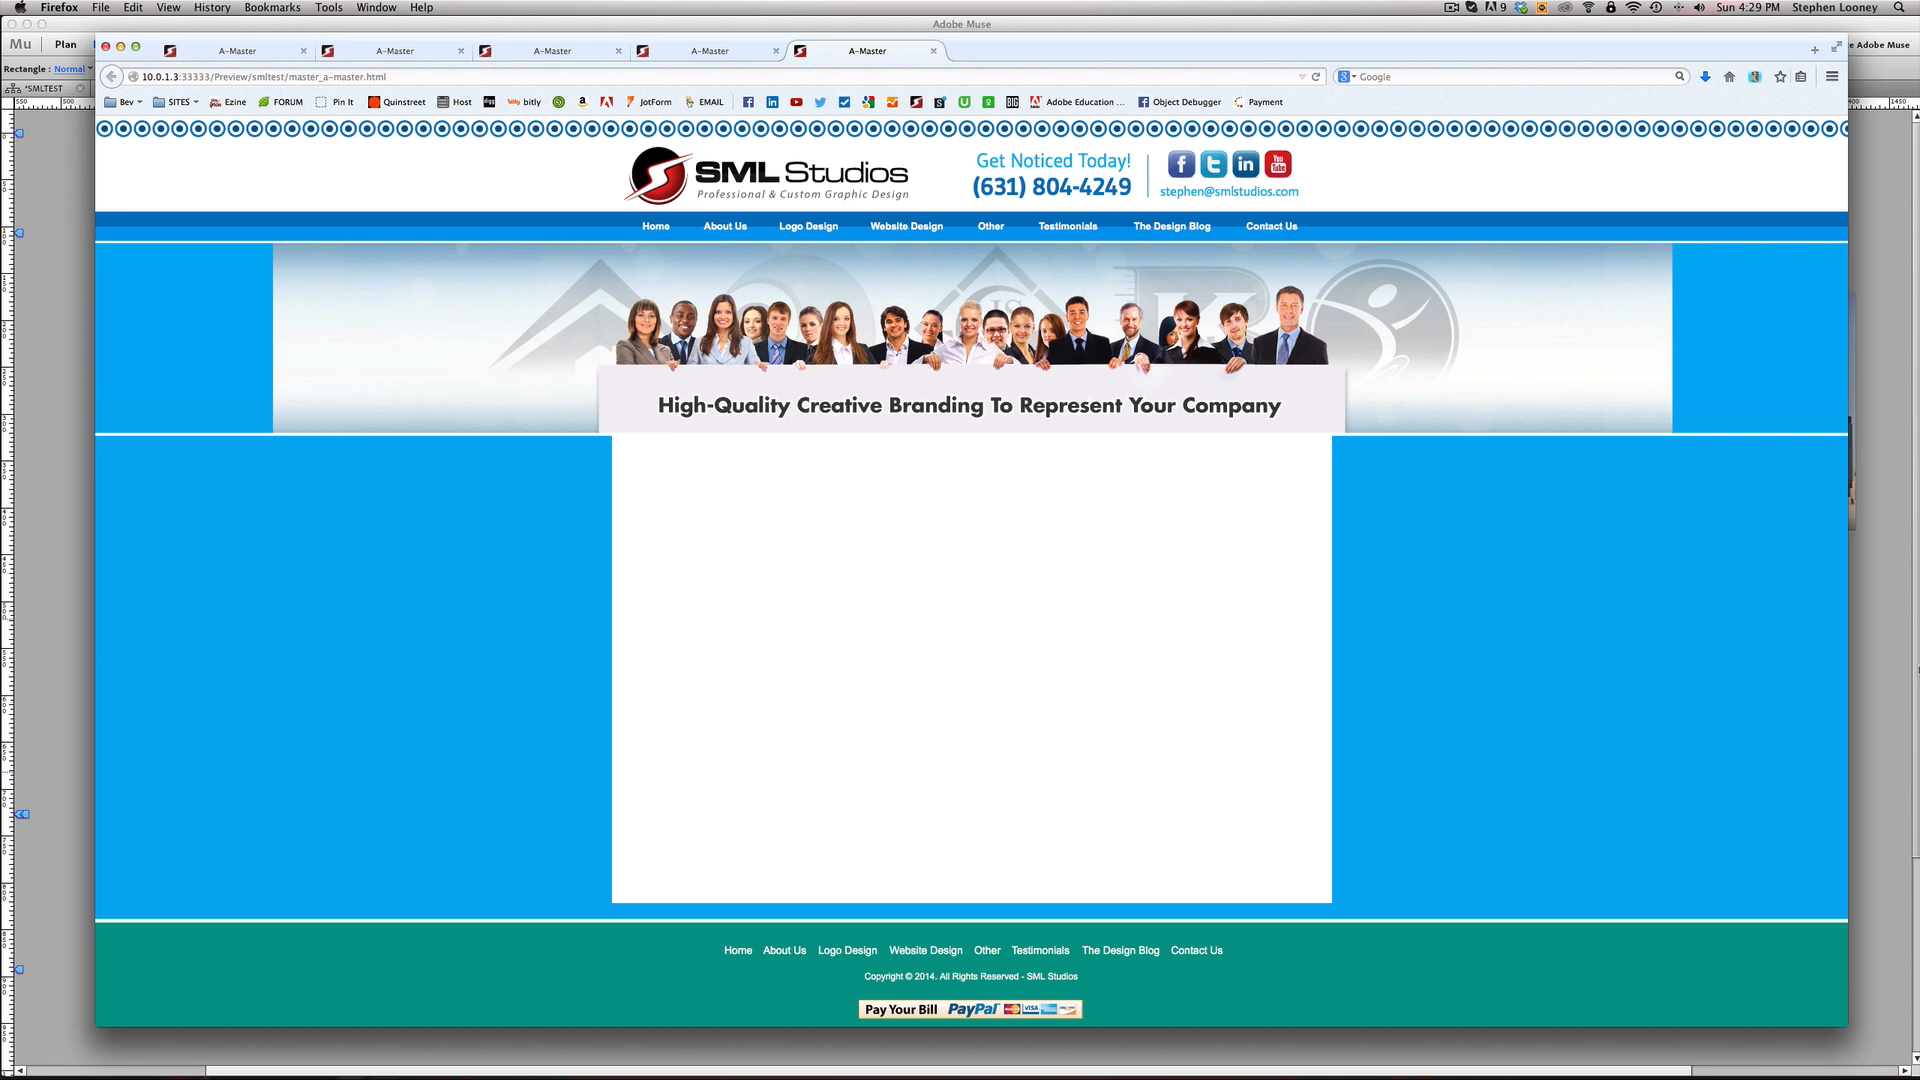 Firefox File Edit View History Bookmarks Tools Window Help 9 Sun 4:29 PM Stephen Looney
Adobe Muse
Mu Plan
e Adobe Muse
Rectangle : Normal
*SMLTEST
A-Master A-Master A-Master A-Master A-Master
10.0.1.3:33333/Preview/smltest/master_a-master.html Google
Bev SITES Ezine FORUM Pin It Quinstreet Host digg bitly JotForm EMAIL BIG Adobe Education ... Object Debugger Payment
SML Studios
Professional & Custom Graphic Design
Get Noticed Today!
(631) 804-4249
You Tube
stephen@smlstudios.com
Home About Us Logo Design Website Design Other Testimonials The Design Blog Contact Us
High-Quality Creative Branding To Represent Your Company
Home About Us Logo Design Website Design Other Testimonials The Design Blog Contact Us
Copyright © 2014. All Rights Reserved - SML Studios
Pay Your Bill PayPal VISA